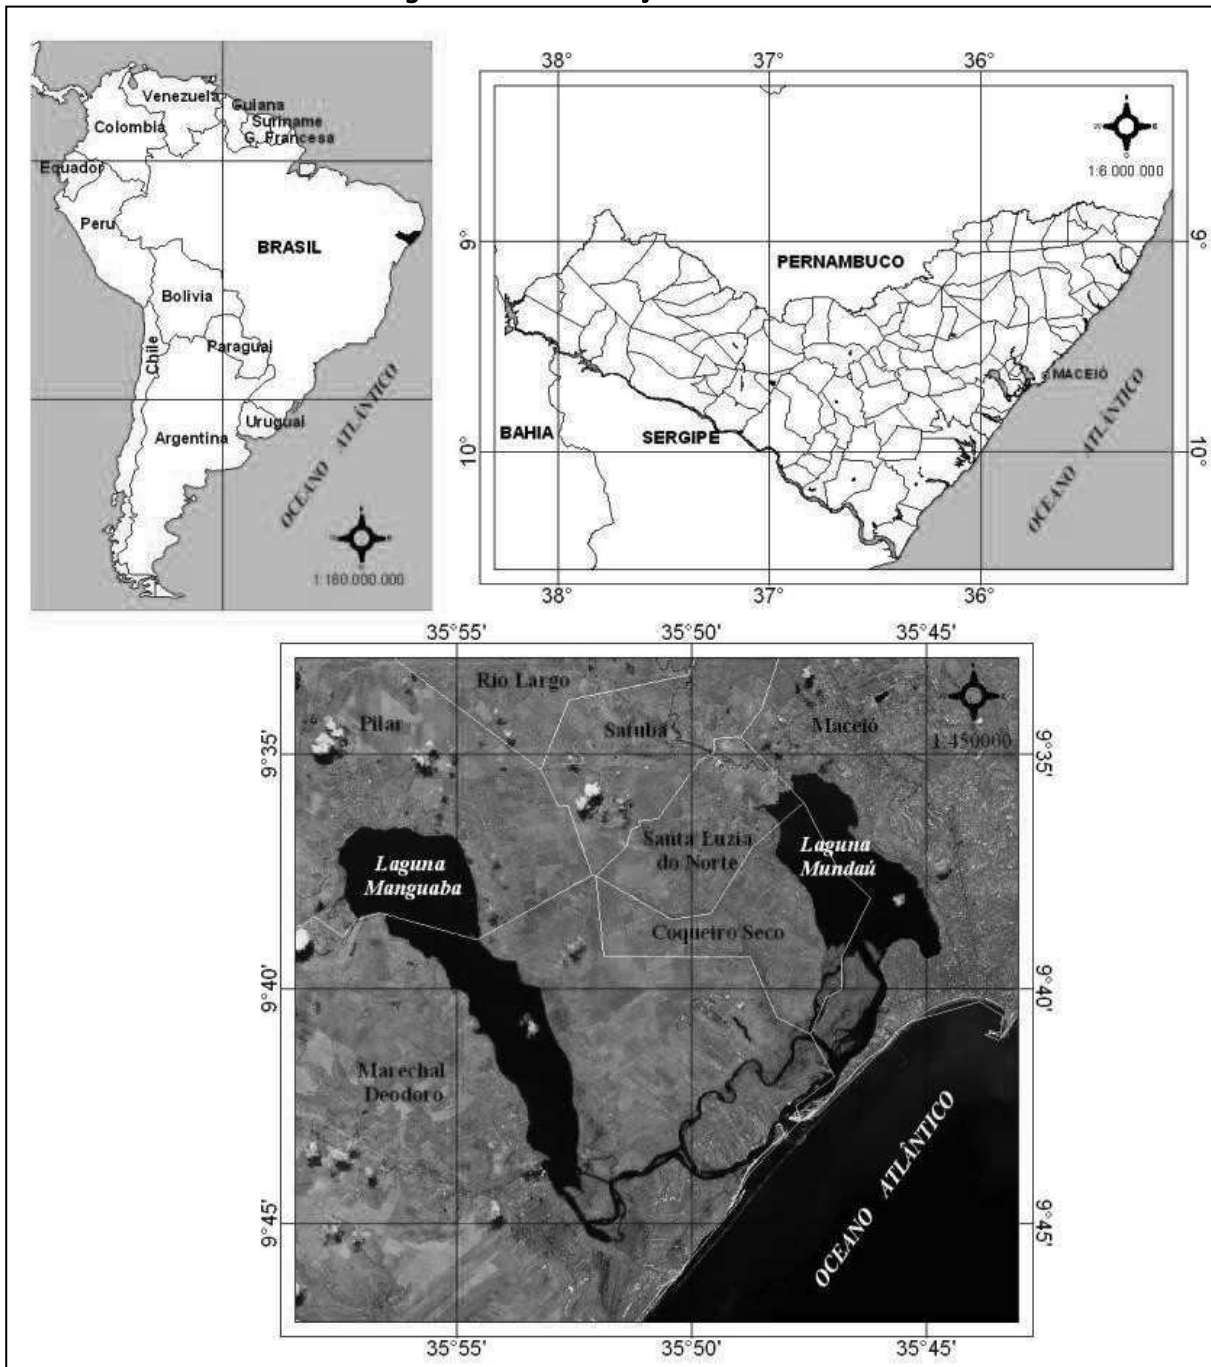 Venezuela
Guiana
Suriname
G. Francesa
Colombia
Equador
Peru
BRASIL
Bolivia
Paraguai
Chile
Uruguai
Argentina
OCEANO ATLÂNTICO
1:160.000.000
38° 37° 36°
1:6.000.000
9° 9°
PERNAMBUCO
MACEIÓ
BAHIA
SERGIPE
10° 10°
OCEANO ATLÂNTICO
38° 37° 36°
35°55' 35°50' 35°45'
Rio Largo
Pilar
Satuba
Maceió
1:450000
9°35' 9°35'
Santa Luzia
do Norte
Laguna
Manguaba
Laguna
Mundaú
Coqueiro Seco
9°40' 9°40'
Marechal
Deodoro
OCEANO ATLÂNTICO
9°45' 9°45'
35°55' 35°50' 35°45'